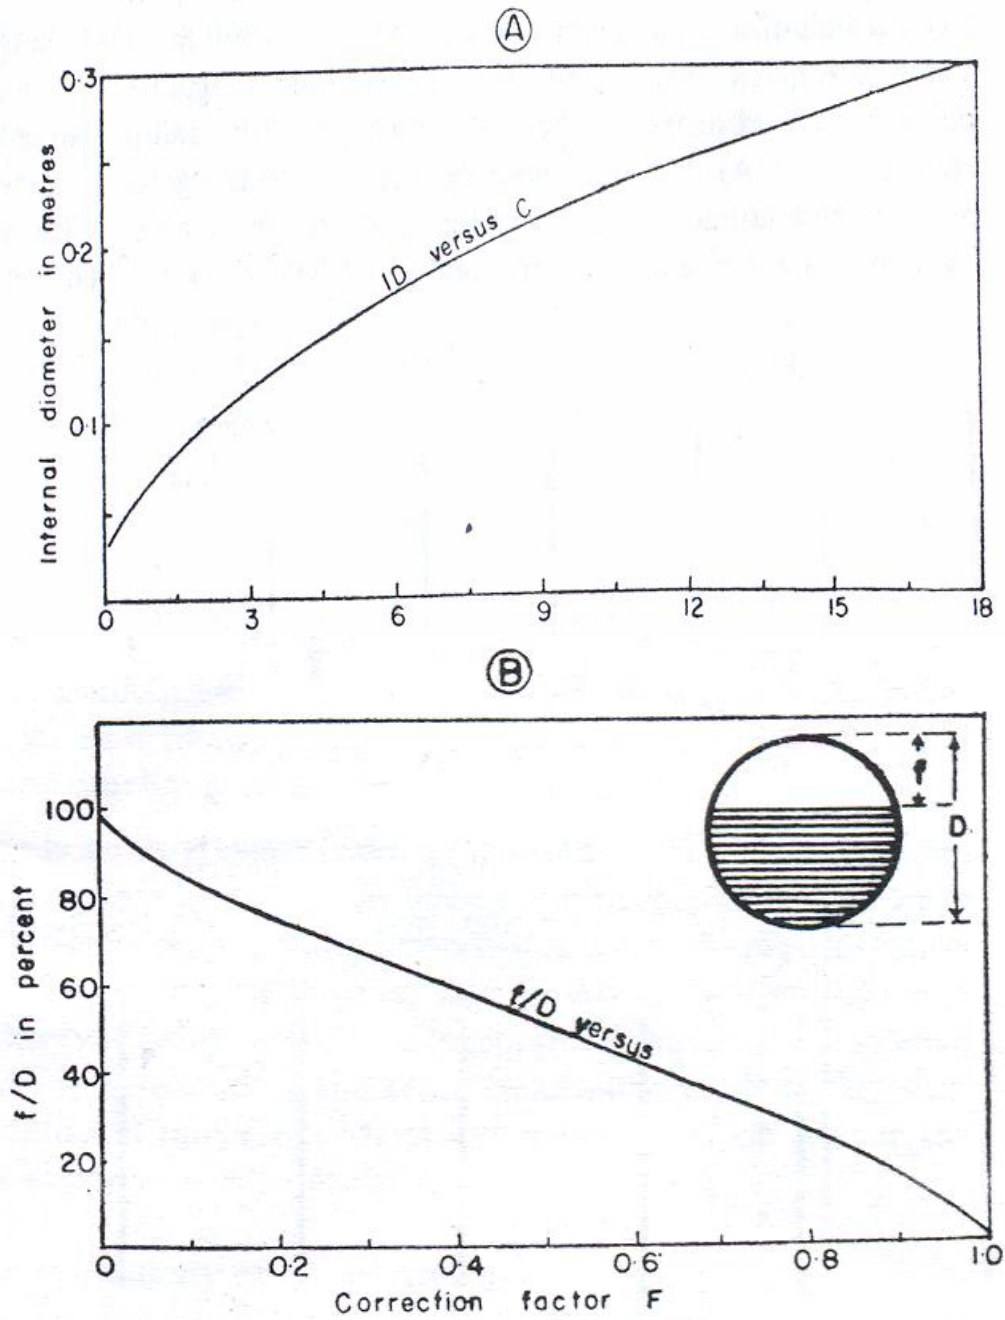 A
0·3
0·2
0·1
Internal diameter in metres
ID versus C
0 3 6 9 12 15 18
B
100
80
60
40
20
f/D in percent
f/D versus
f
D
0 0·2 0·4 0·6 0·8 1·0
Correction factor F